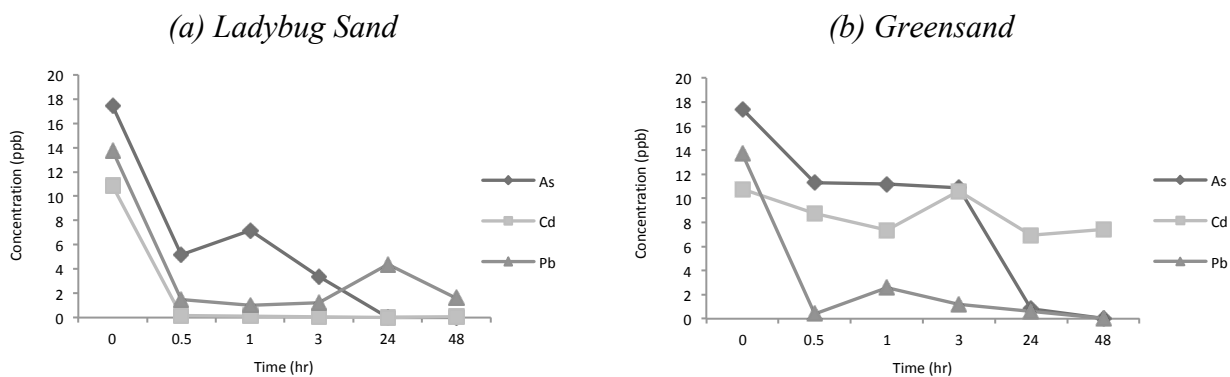 (a) Ladybug Sand
20
18
16
14
12
10
8
6
4
2
0
Concentration (ppb)
0 0.5 1 3 24 48
Time (hr)
As
Cd
Pb
(b) Greensand
20
18
16
14
12
10
8
6
4
2
0
Concentration (ppb)
0 0.5 1 3 24 48
Time (hr)
As
Cd
Pb